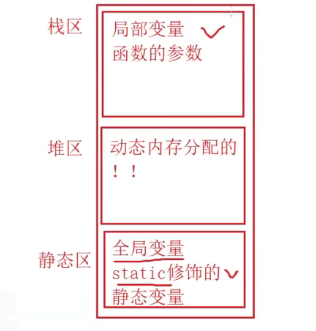 栈区
局部变量
函数的参数
堆区
动态内存分配的
！！
静态区
全局变量
static修饰的
静态变量